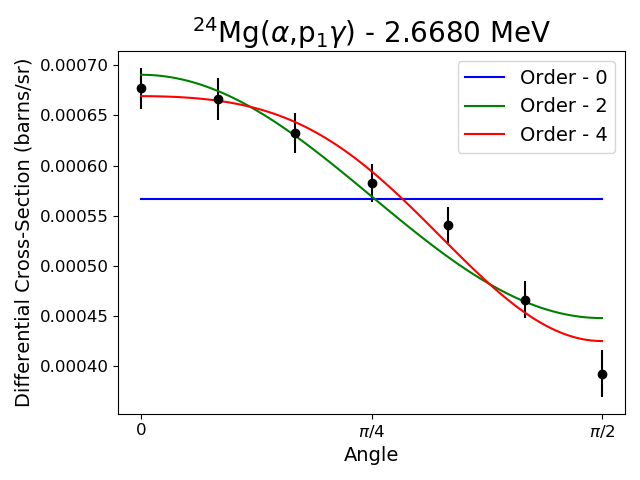 ²⁴Mg(α,p₁γ) - 2.6680 MeV
Differential Cross-Section (barns/sr)
0.00070
0.00065
0.00060
0.00055
0.00050
0.00045
0.00040
Order - 0
Order - 2
Order - 4
0 π/4 π/2
Angle